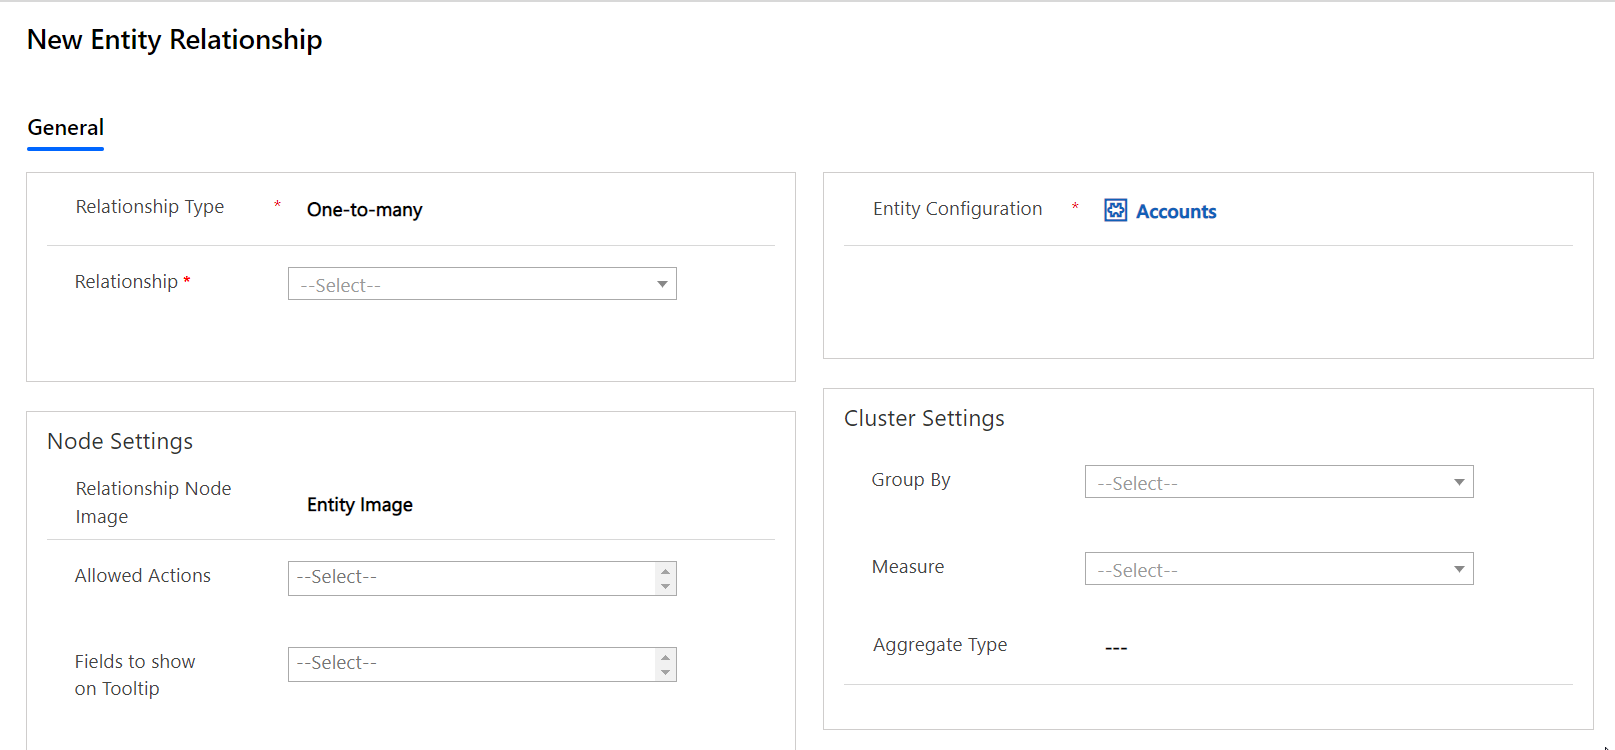 New Entity Relationship
General
Relationship Type * One-to-many
Relationship * --Select--
Entity Configuration * Accounts
Node Settings
Relationship Node
Image
Entity Image
Allowed Actions --Select--
Fields to show
on Tooltip
--Select--
Cluster Settings
Group By --Select--
Measure --Select--
Aggregate Type ---